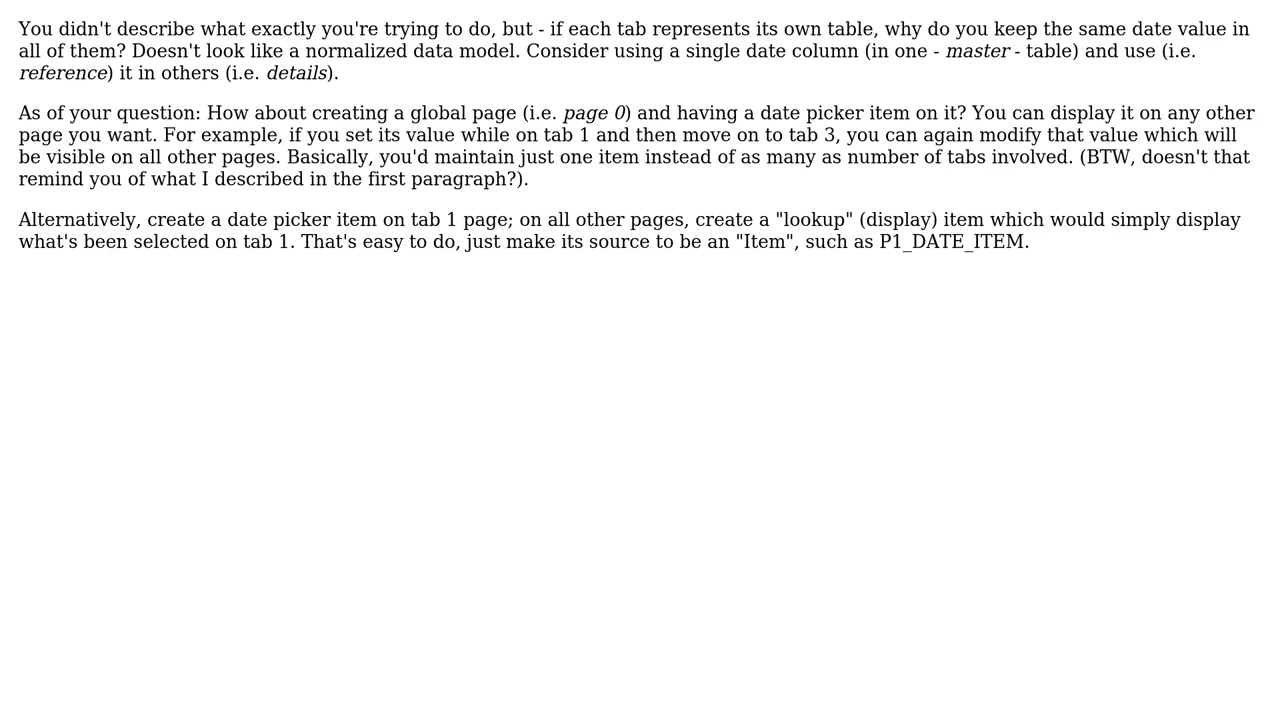 You didn't describe what exactly you're trying to do, but - if each tab represents its own table, why do you keep the same date value in
all of them? Doesn't look like a normalized data model. Consider using a single date column (in one - master - table) and use (i.e.
reference) it in others (i.e. details).
As of your question: How about creating a global page (i.e. page 0) and having a date picker item on it? You can display it on any other
page you want. For example, if you set its value while on tab 1 and then move on to tab 3, you can again modify that value which will
be visible on all other pages. Basically, you'd maintain just one item instead of as many as number of tabs involved. (BTW, doesn't that
remind you of what I described in the first paragraph?).
Alternatively, create a date picker item on tab 1 page; on all other pages, create a "lookup" (display) item which would simply display
what's been selected on tab 1. That's easy to do, just make its source to be an "Item", such as P1_DATE_ITEM.